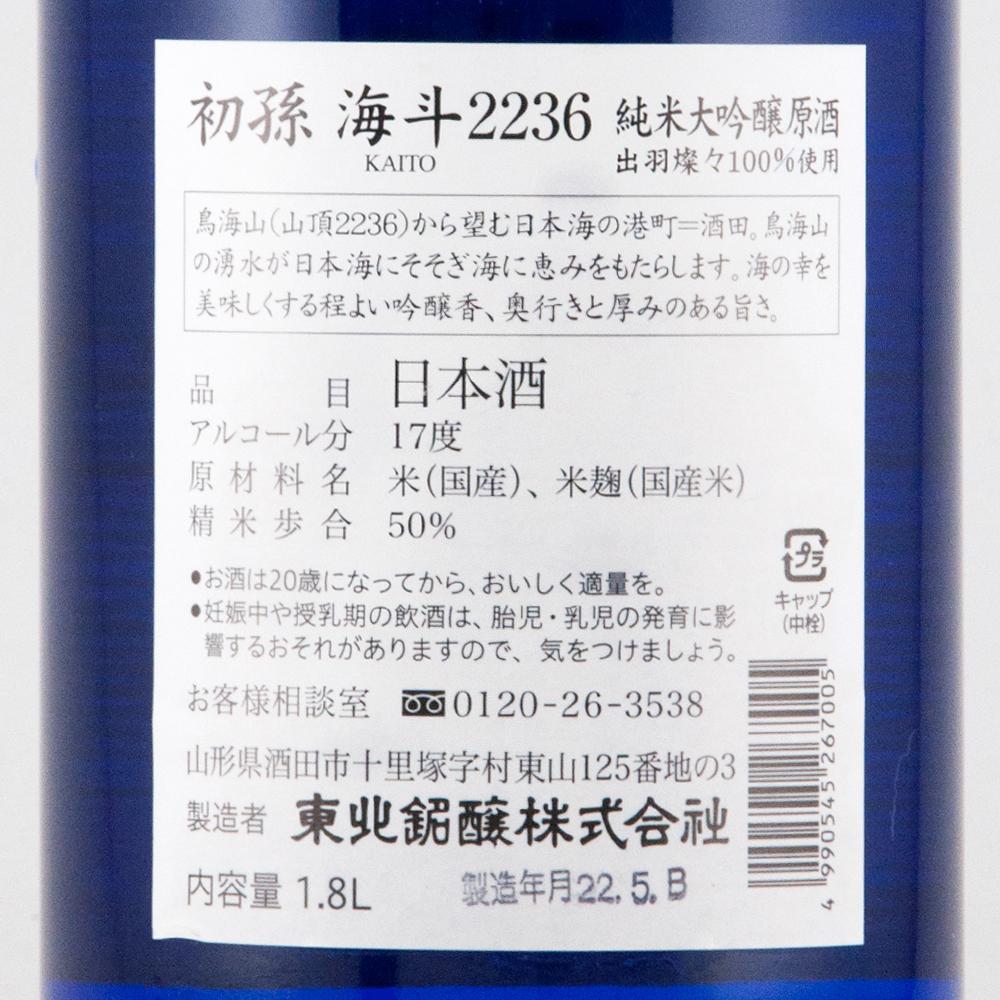 初孫 海斗2236 純米大吟醸原酒
KAITO 出羽燦々100%使用
鳥海山(山頂2236)から望む日本海の港町=酒田。鳥海山
の湧水が日本海にそそぎ海に恵みをもたらします。海の幸を
美味しくする程よい吟醸香、奥行きと厚みのある旨さ。
品目 日本酒
アルコール分 17度
原材料名 米(国産)、米麹(国産米)
精米歩合 50%
●お酒は20歳になってから、おいしく適量を。
●妊娠中や授乳期の飲酒は、胎児・乳児の発育に影
響するおそれがありますので、気をつけましょう。
プラ
キャップ
(中栓)
お客様相談室 0120-26-3538
山形県酒田市十里塚字村東山125番地の3
製造者 東北銘醸株式会社
内容量 1.8L 製造年月22.5.B
4 990545 267005